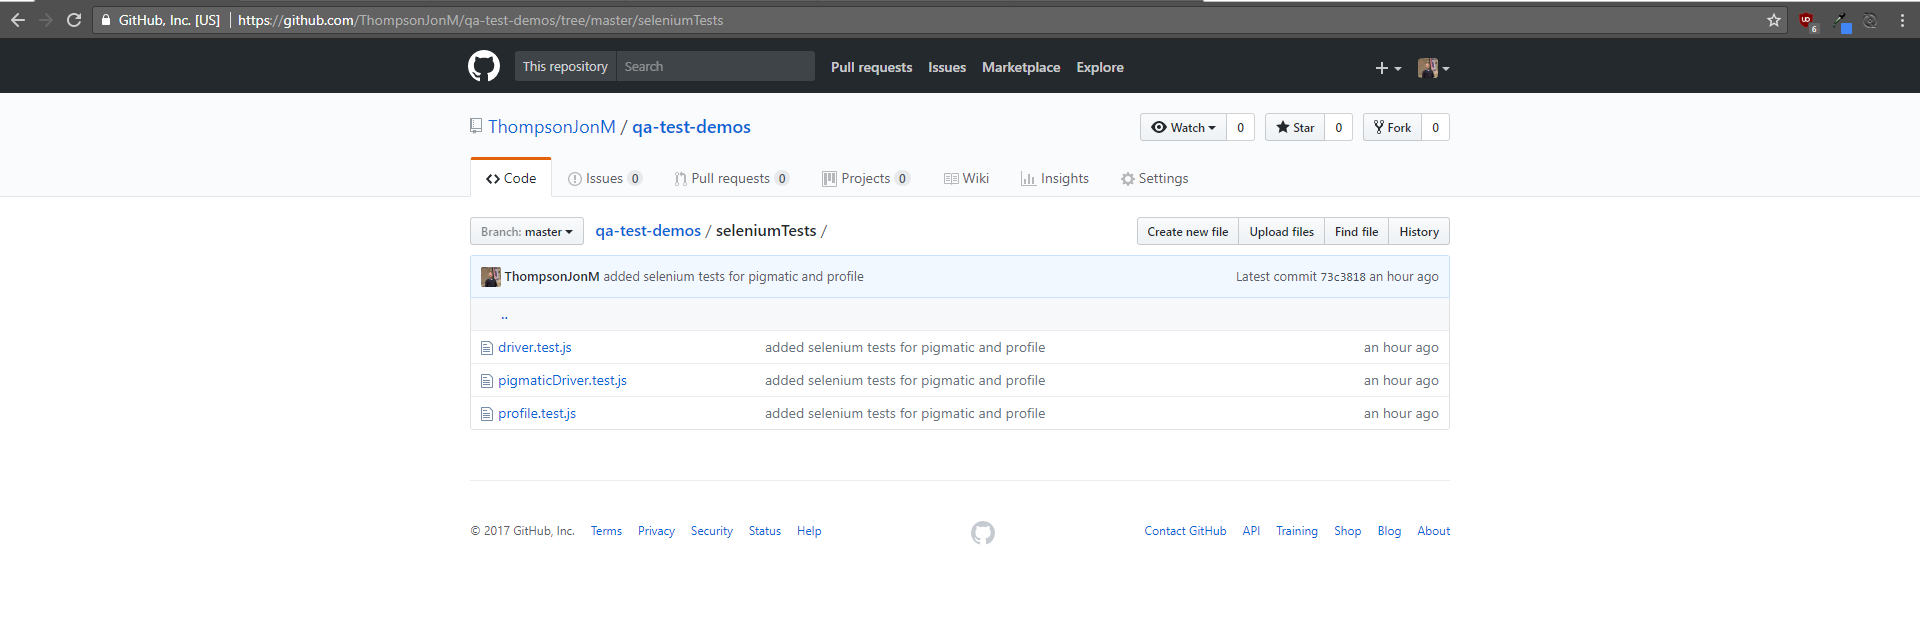 GitHub, Inc. [US] https://github.com/ThompsonJonM/qa-test-demos/tree/master/seleniumTests
6
This repository Search Pull requests Issues Marketplace Explore
ThompsonJonM / qa-test-demos Watch 0 Star 0 Fork 0
Code Issues 0 Pull requests 0 Projects 0 Wiki Insights Settings
Branch: master qa-test-demos / seleniumTests / Create new file Upload files Find file History
ThompsonJonM added selenium tests for pigmatic and profile Latest commit 73c3818 an hour ago
..
driver.test.js added selenium tests for pigmatic and profile an hour ago
pigmaticDriver.test.js added selenium tests for pigmatic and profile an hour ago
profile.test.js added selenium tests for pigmatic and profile an hour ago
© 2017 GitHub, Inc. Terms Privacy Security Status Help Contact GitHub API Training Shop Blog About